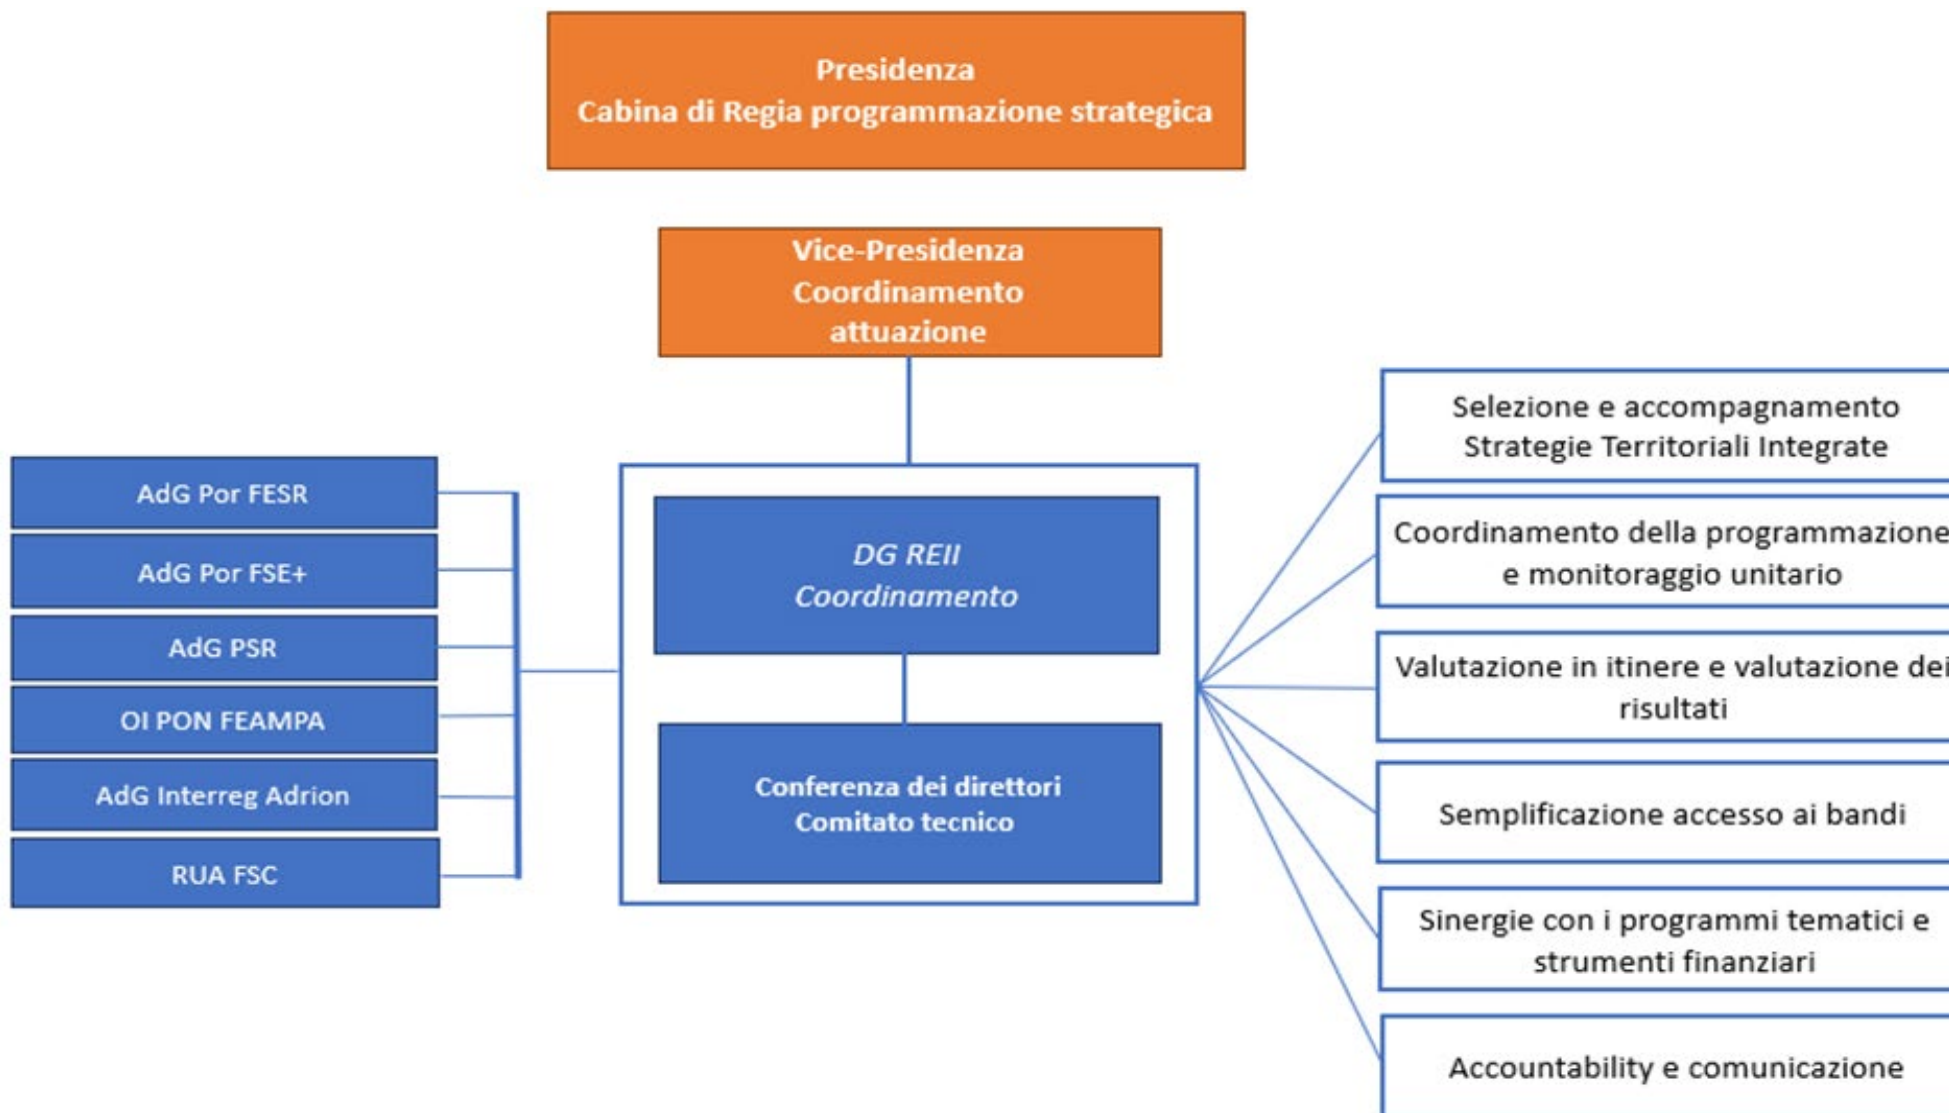 Presidenza
Cabina di Regia programmazione strategica
Vice-Presidenza
Coordinamento
attuazione
AdG Por FESR
AdG Por FSE+
AdG PSR
OI PON FEAMPA
AdG Interreg Adrion
RUA FSC
DG REII
Coordinamento
Conferenza dei direttori
Comitato tecnico
Selezione e accompagnamento
Strategie Territoriali Integrate
Coordinamento della programmazione
e monitoraggio unitario
Valutazione in itinere e valutazione dei
risultati
Semplificazione accesso ai bandi
Sinergie con i programmi tematici e
strumenti finanziari
Accountability e comunicazione